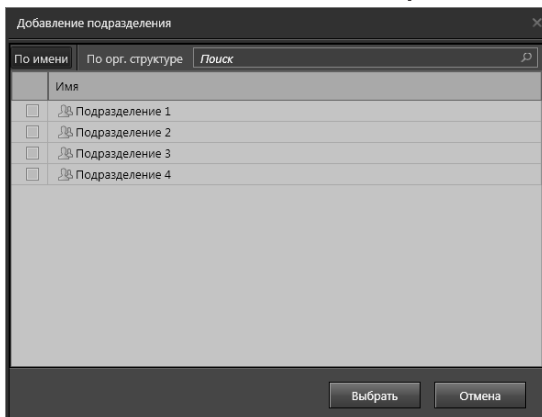 Добавление подразделения
По имени По орг. структуре Поиск
Имя
Подразделение 1
Подразделение 2
Подразделение 3
Подразделение 4
Выбрать Отмена